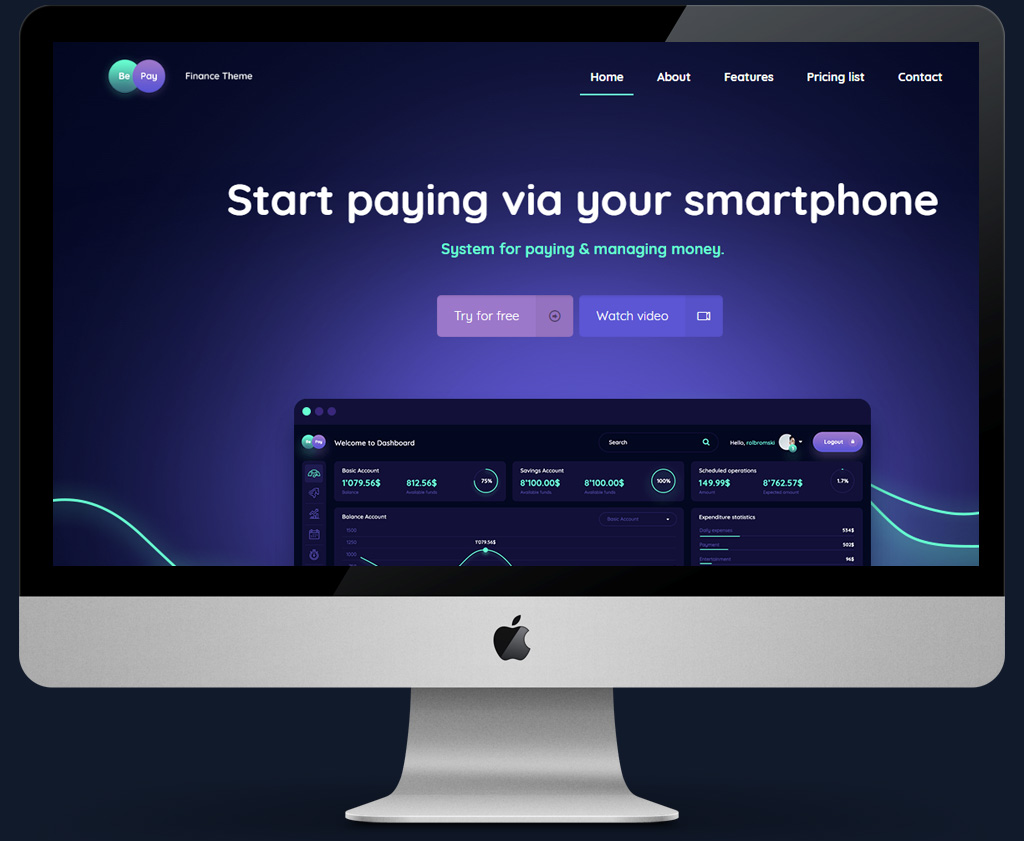 Be Pay Finance Theme Home About Features Pricing list Contact
Start paying via your smartphone
System for paying & managing money.
Try for free Watch video
Be Pay Welcome to Dashboard Search Hello, rolbromski Logout
Basic Account Savings Account Scheduled operations
1'079.56$ 812.56$ 75% 8'100.00$ 8'100.00$ 100% 149.99$ 8'762.57$ 1.7%
Balance Available funds Available funds Available funds Amount Expected amount
Balance Account Basic Account Expenditure statistics
1500 Daily expenses 534$
1250 1'079.56$ Payment 502$
1000 Entertainment 96$